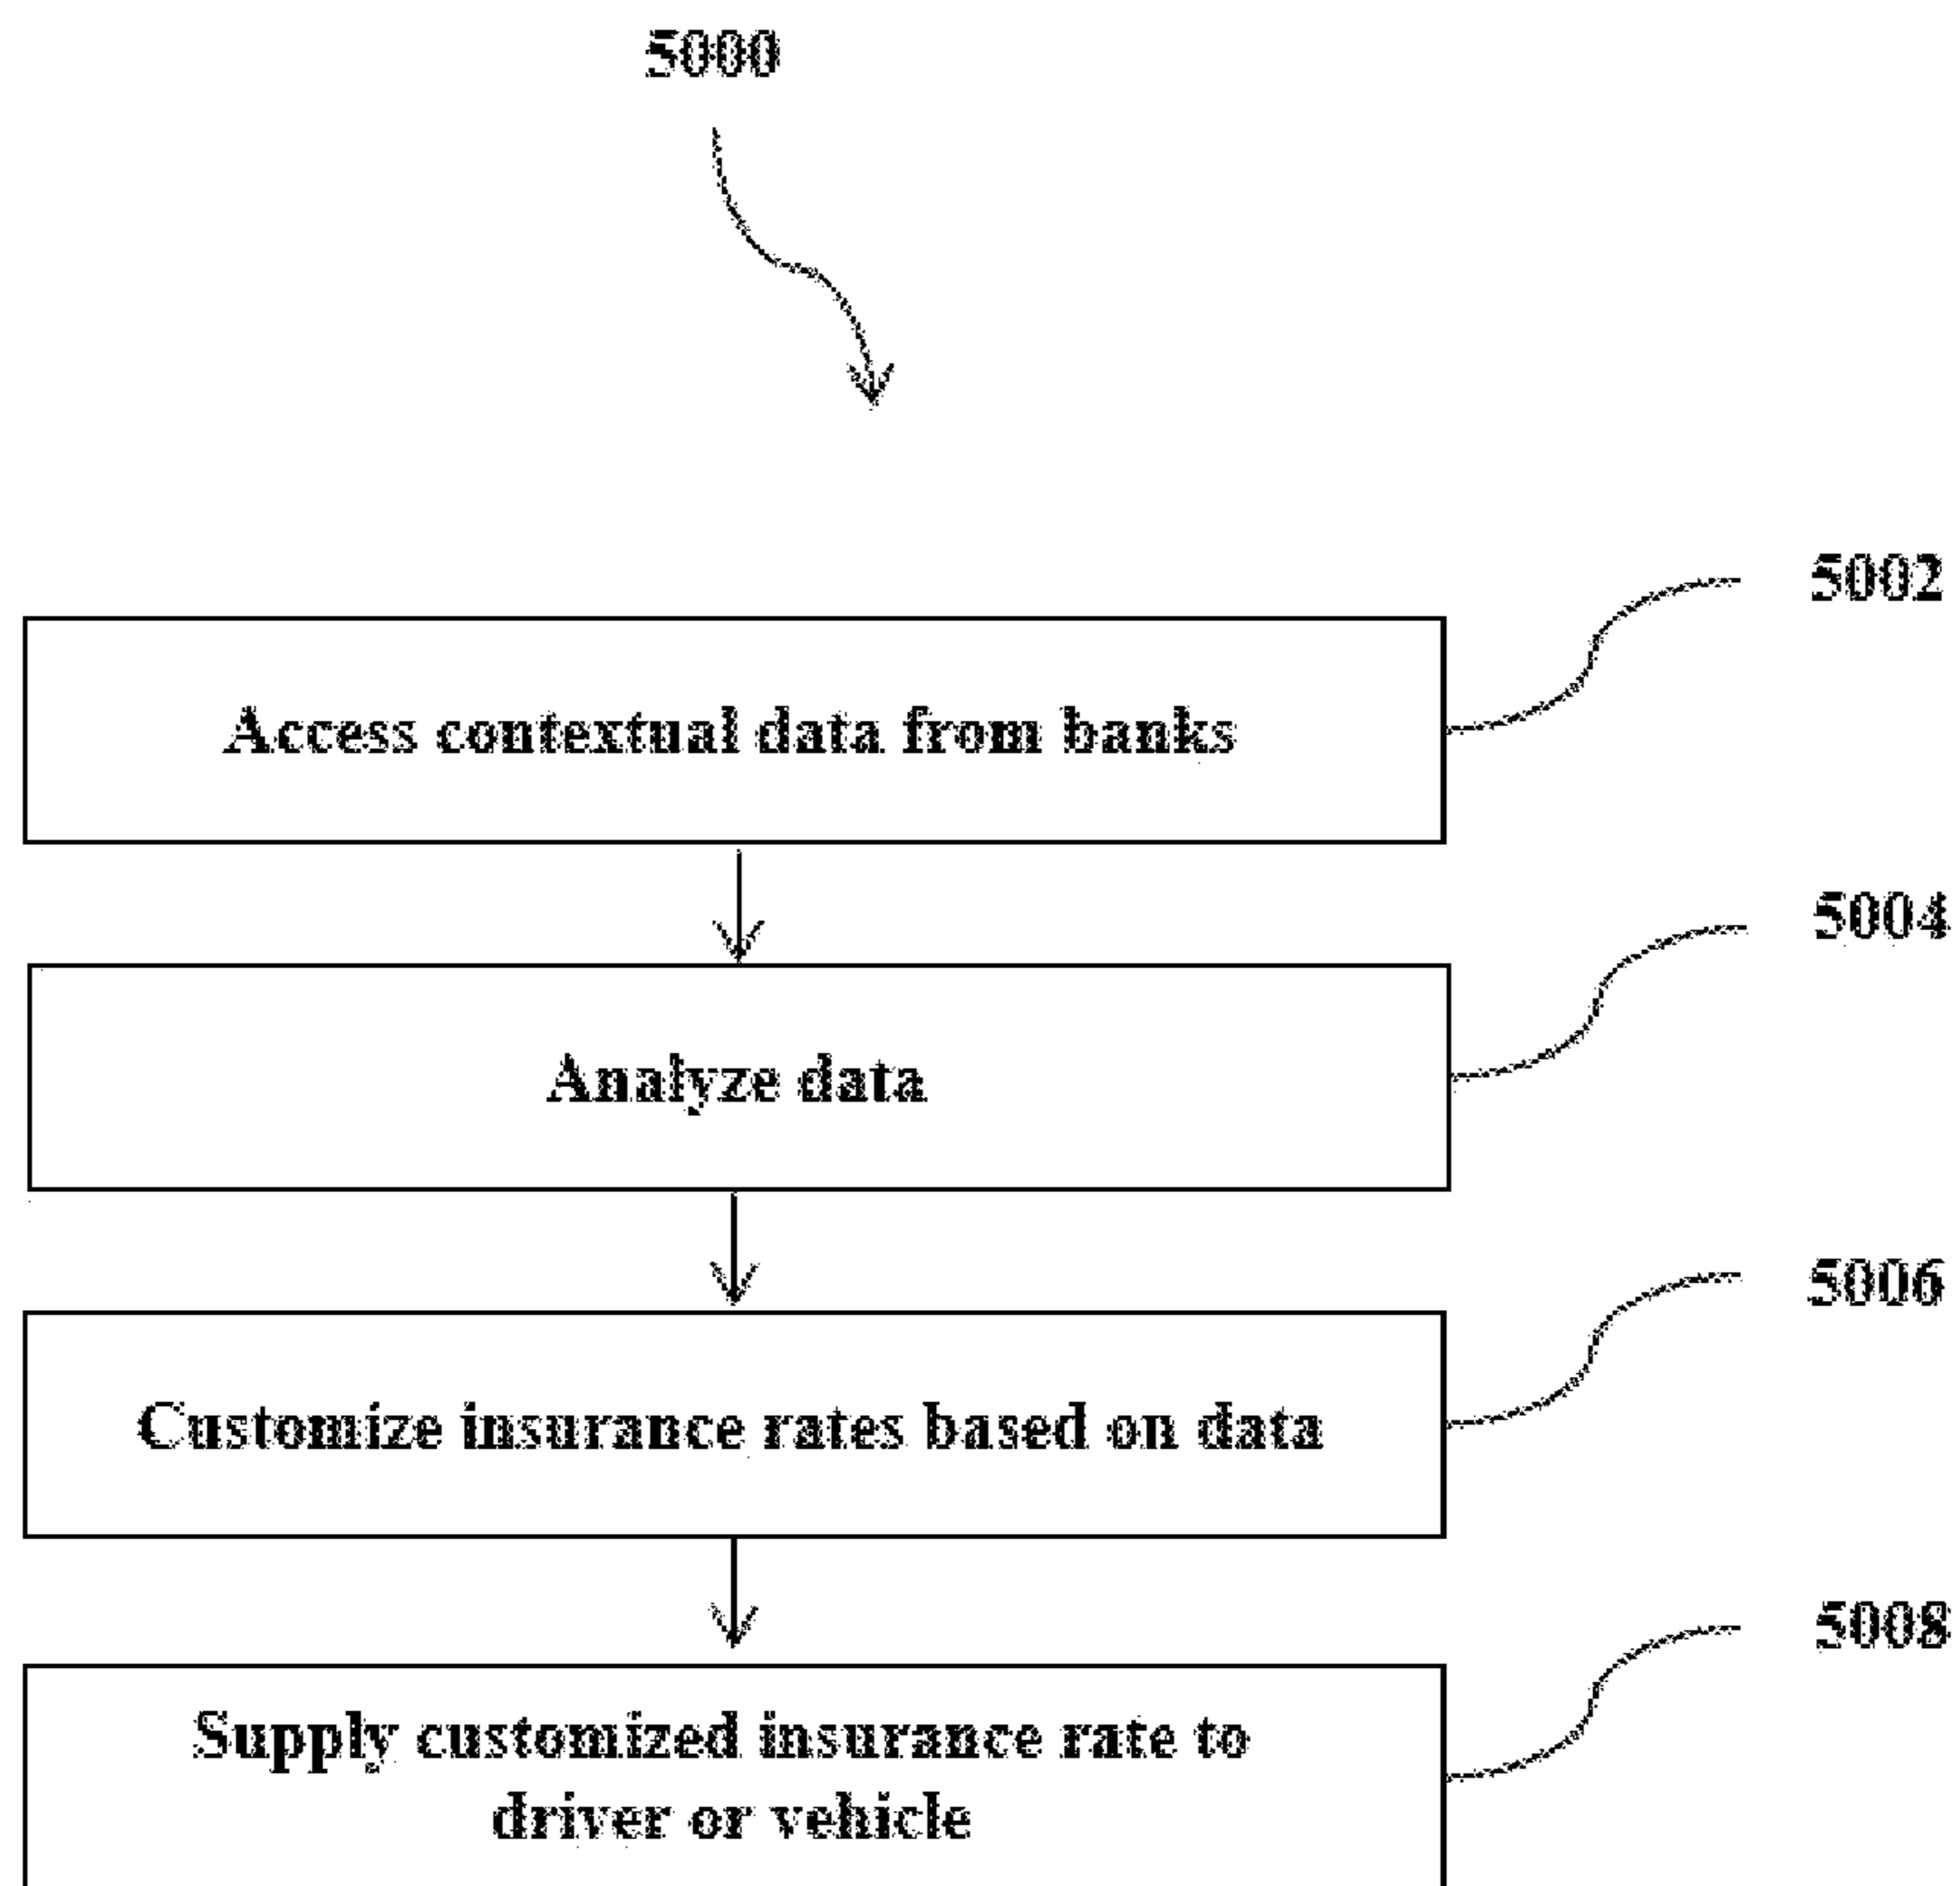 5000
5002
Access contextual data from banks
5004
Analyze data
5006
Customize insurance rates based on data
5008
Supply customized insurance rate to
driver or vehicle